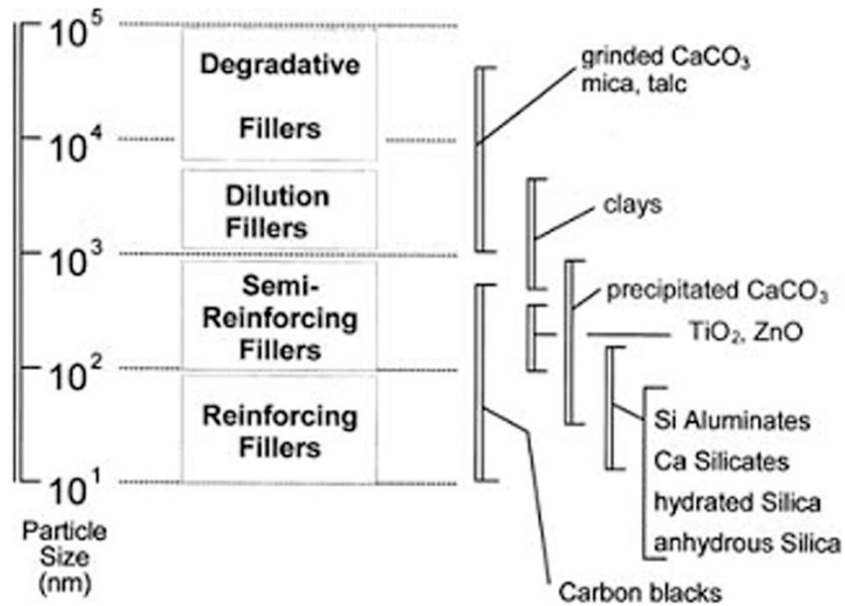 10⁵
10⁴
10³
10²
10¹
Particle
Size
(nm)
Degradative
Fillers
Dilution
Fillers
Semi-
Reinforcing
Fillers
Reinforcing
Fillers
grinded CaCO₃
mica, talc
clays
precipitated CaCO₃
TiO₂, ZnO
Si Aluminates
Ca Silicates
hydrated Silica
anhydrous Silica
Carbon blacks